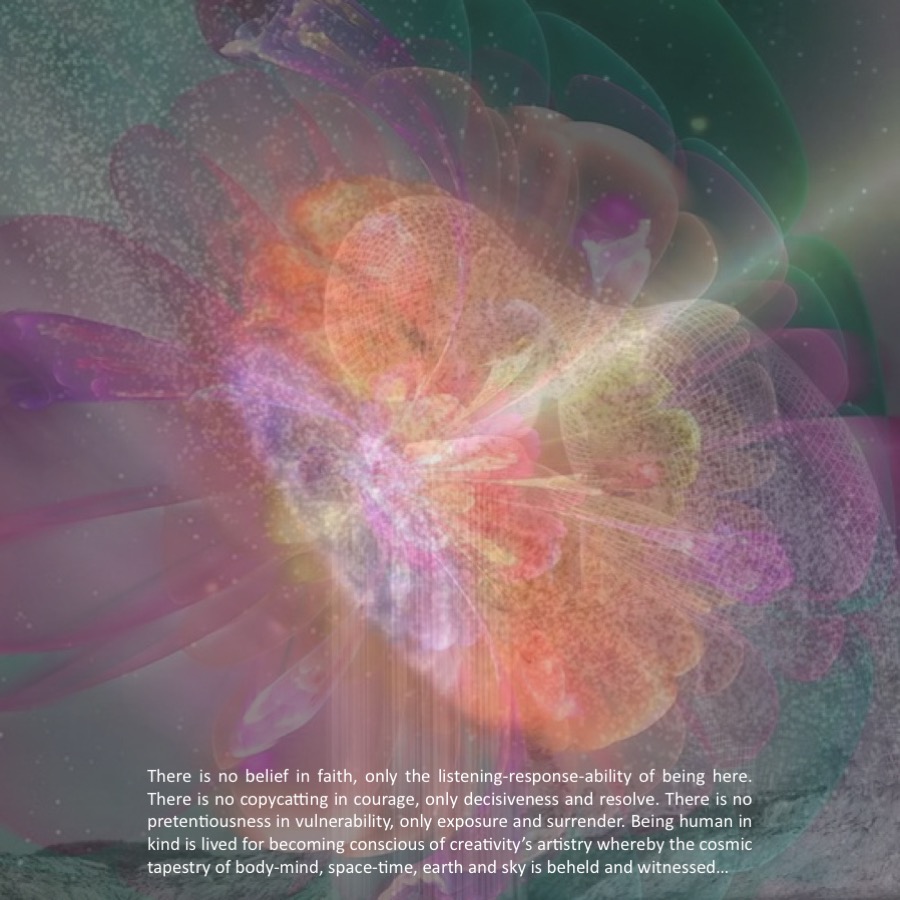 There is no belief in faith, only the listening-response-ability of being here.
There is no copycatting in courage, only decisiveness and resolve. There is no
pretentiousness in vulnerability, only exposure and surrender. Being human in
kind is lived for becoming conscious of creativity’s artistry whereby the cosmic
tapestry of body-mind, space-time, earth and sky is beheld and witnessed...